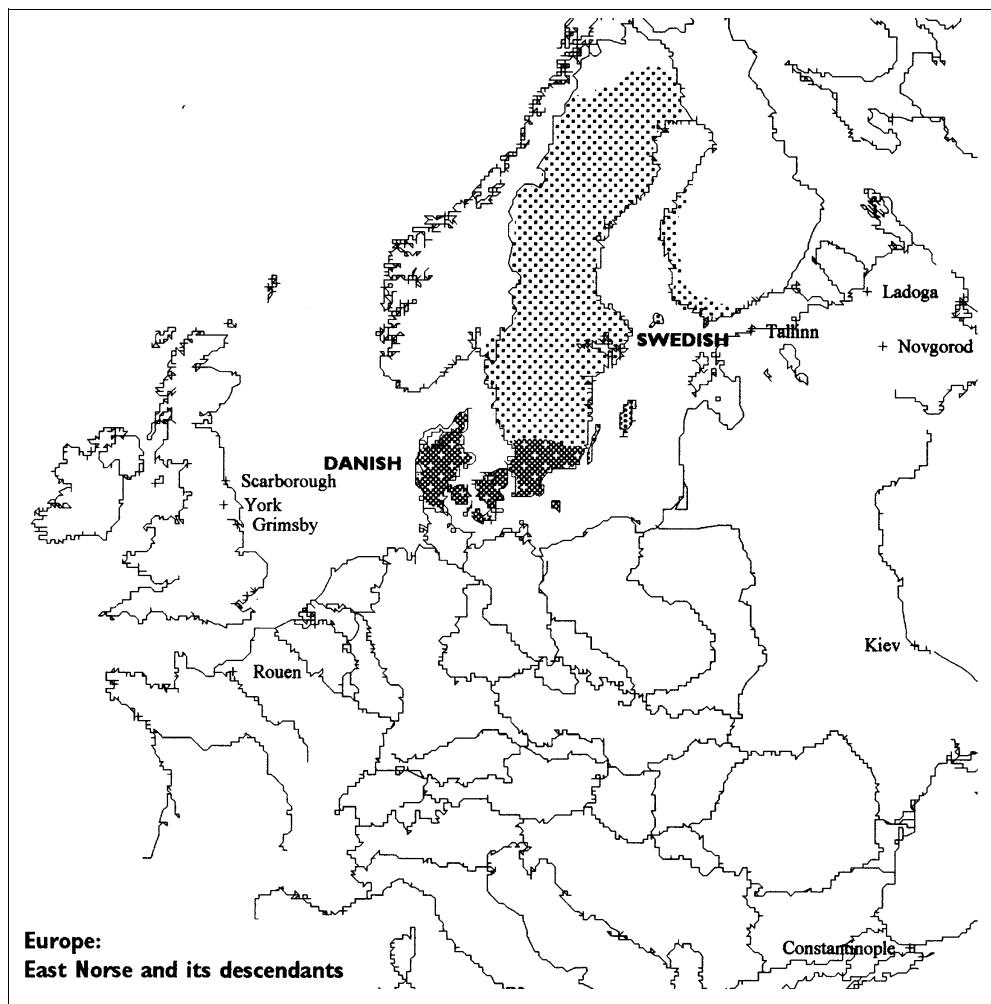 Ladoga
SWEDISH
Tallinn
Novgorod
DANISH
Scarborough
York
Grimsby
Kiev
Rouen
Europe:
East Norse and its descendants
Constantinople